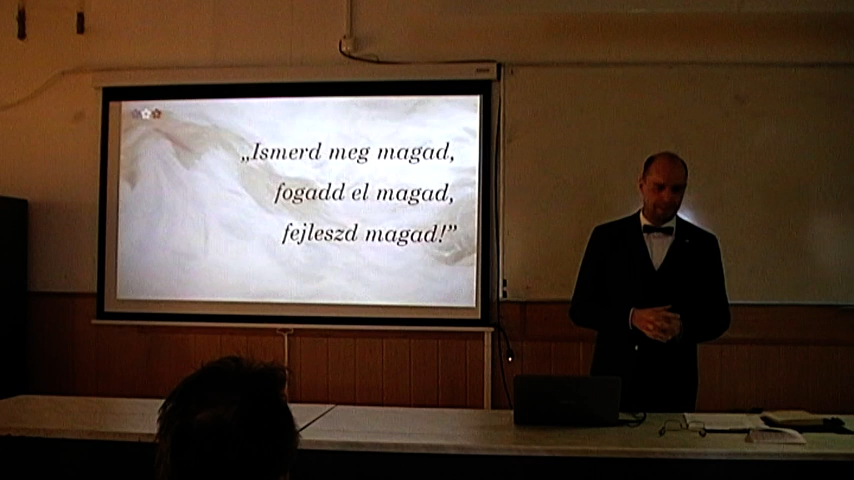 „Ismerd meg magad,
fogadd el magad,
fejleszd magad!”